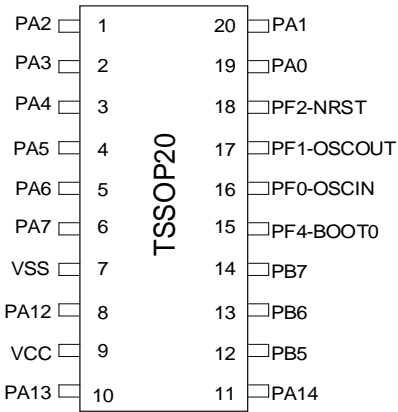 PA2 1 20 PA1
PA3 2 19 PA0
PA4 3 18 PF2-NRST
PA5 4 17 PF1-OSCOUT
PA6 5 16 PF0-OSCIN
PA7 6 15 PF4-BOOT0
VSS 7 14 PB7
PA12 8 13 PB6
VCC 9 12 PB5
PA13 10 11 PA14
TSSOP20